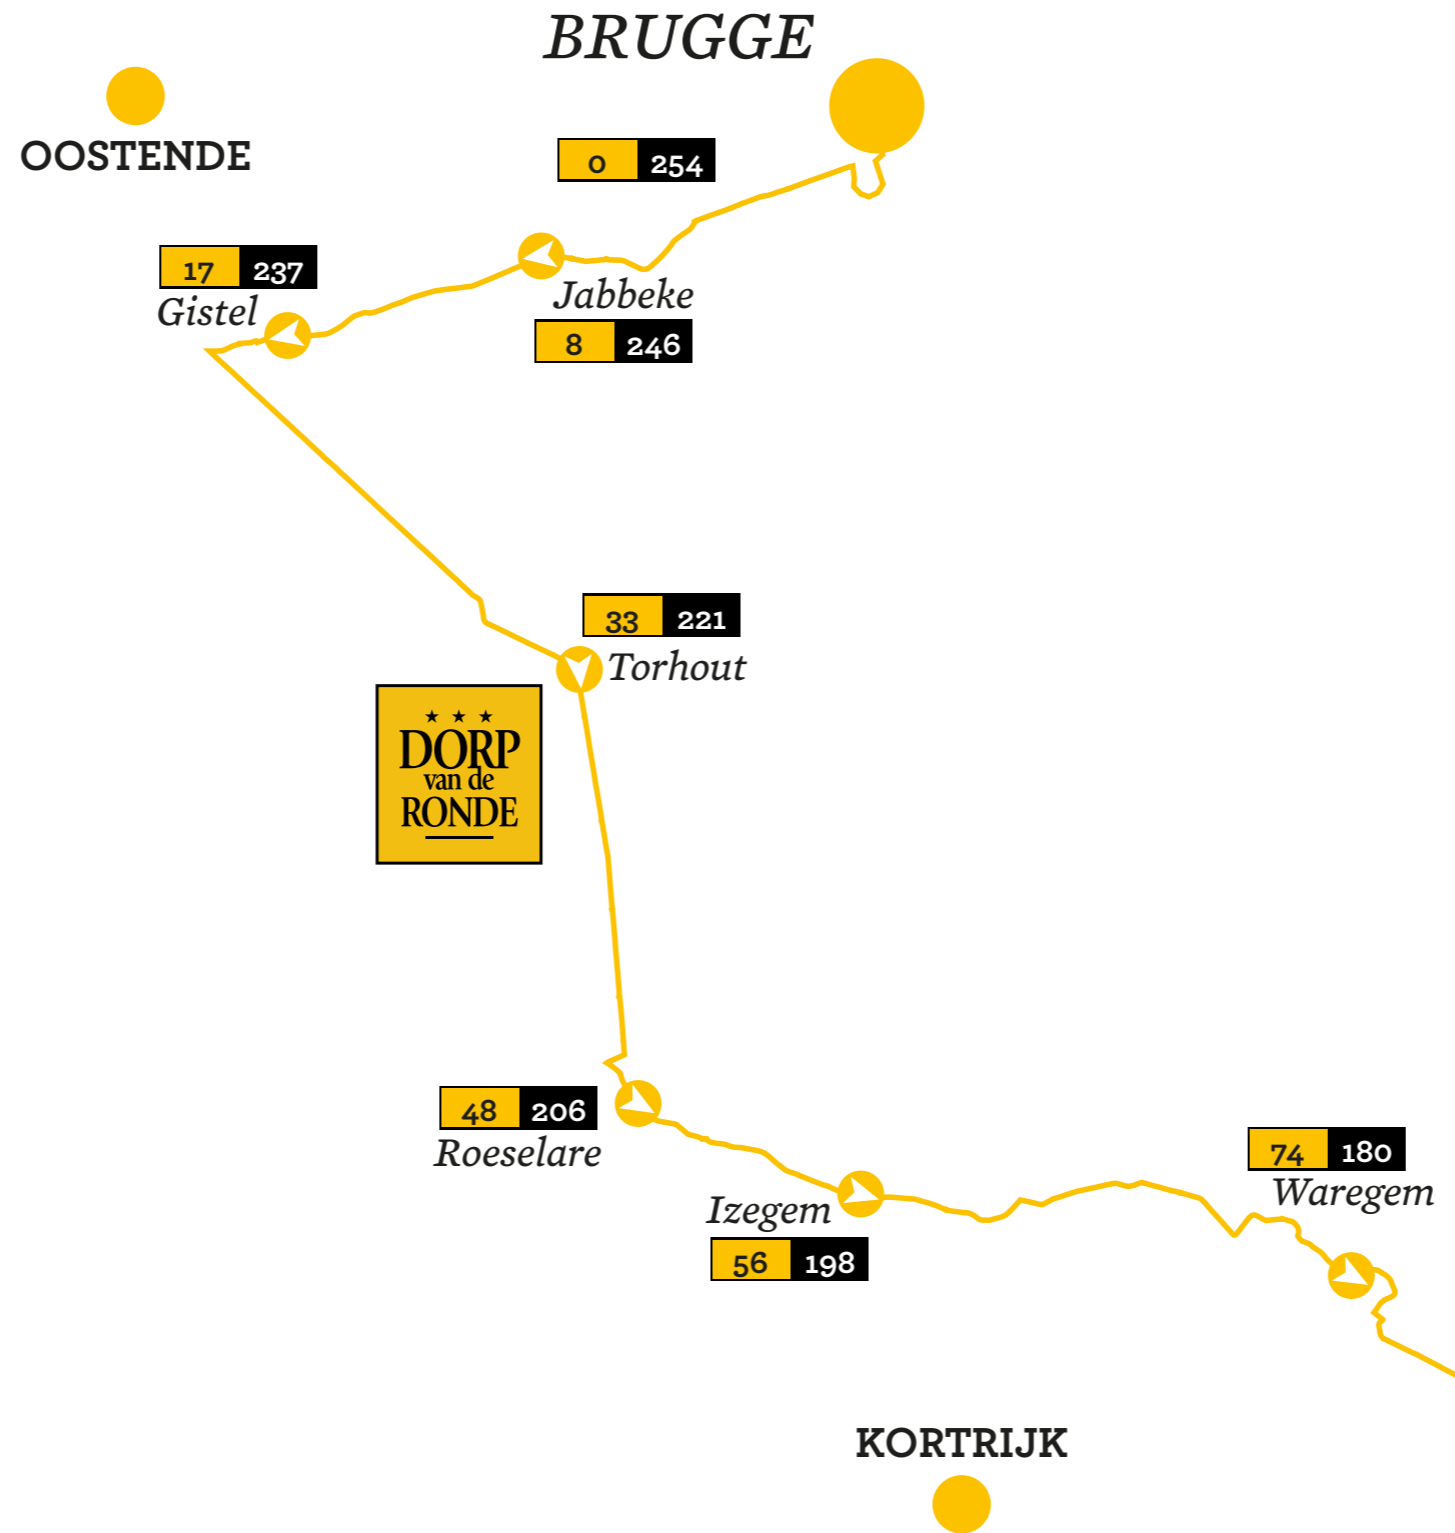 BRUGGE
OOSTENDE
0 254
17 237
Gistel
Jabbeke
8 246
33 221
Torhout
★ ★ ★
DORP
van de
RONDE
48 206
Roeselare
74 180
Waregem
Izegem
56 198
KORTRIJK